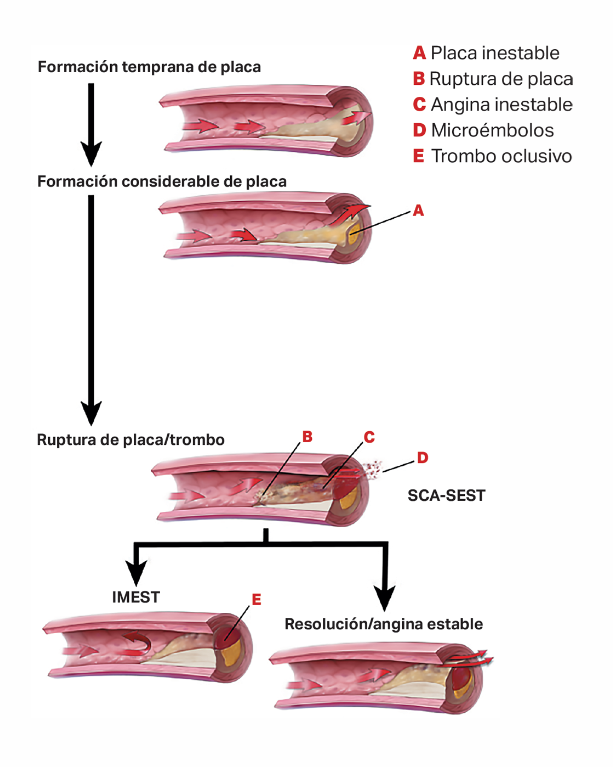 A Placa inestable
B Ruptura de placa
C Angina inestable
D Microémbolos
E Trombo oclusivo
Formación temprana de placa
Formación considerable de placa
A
Ruptura de placa/trombo
B
C
D
SCA-SEST
IMEST
E
Resolución/angina estable